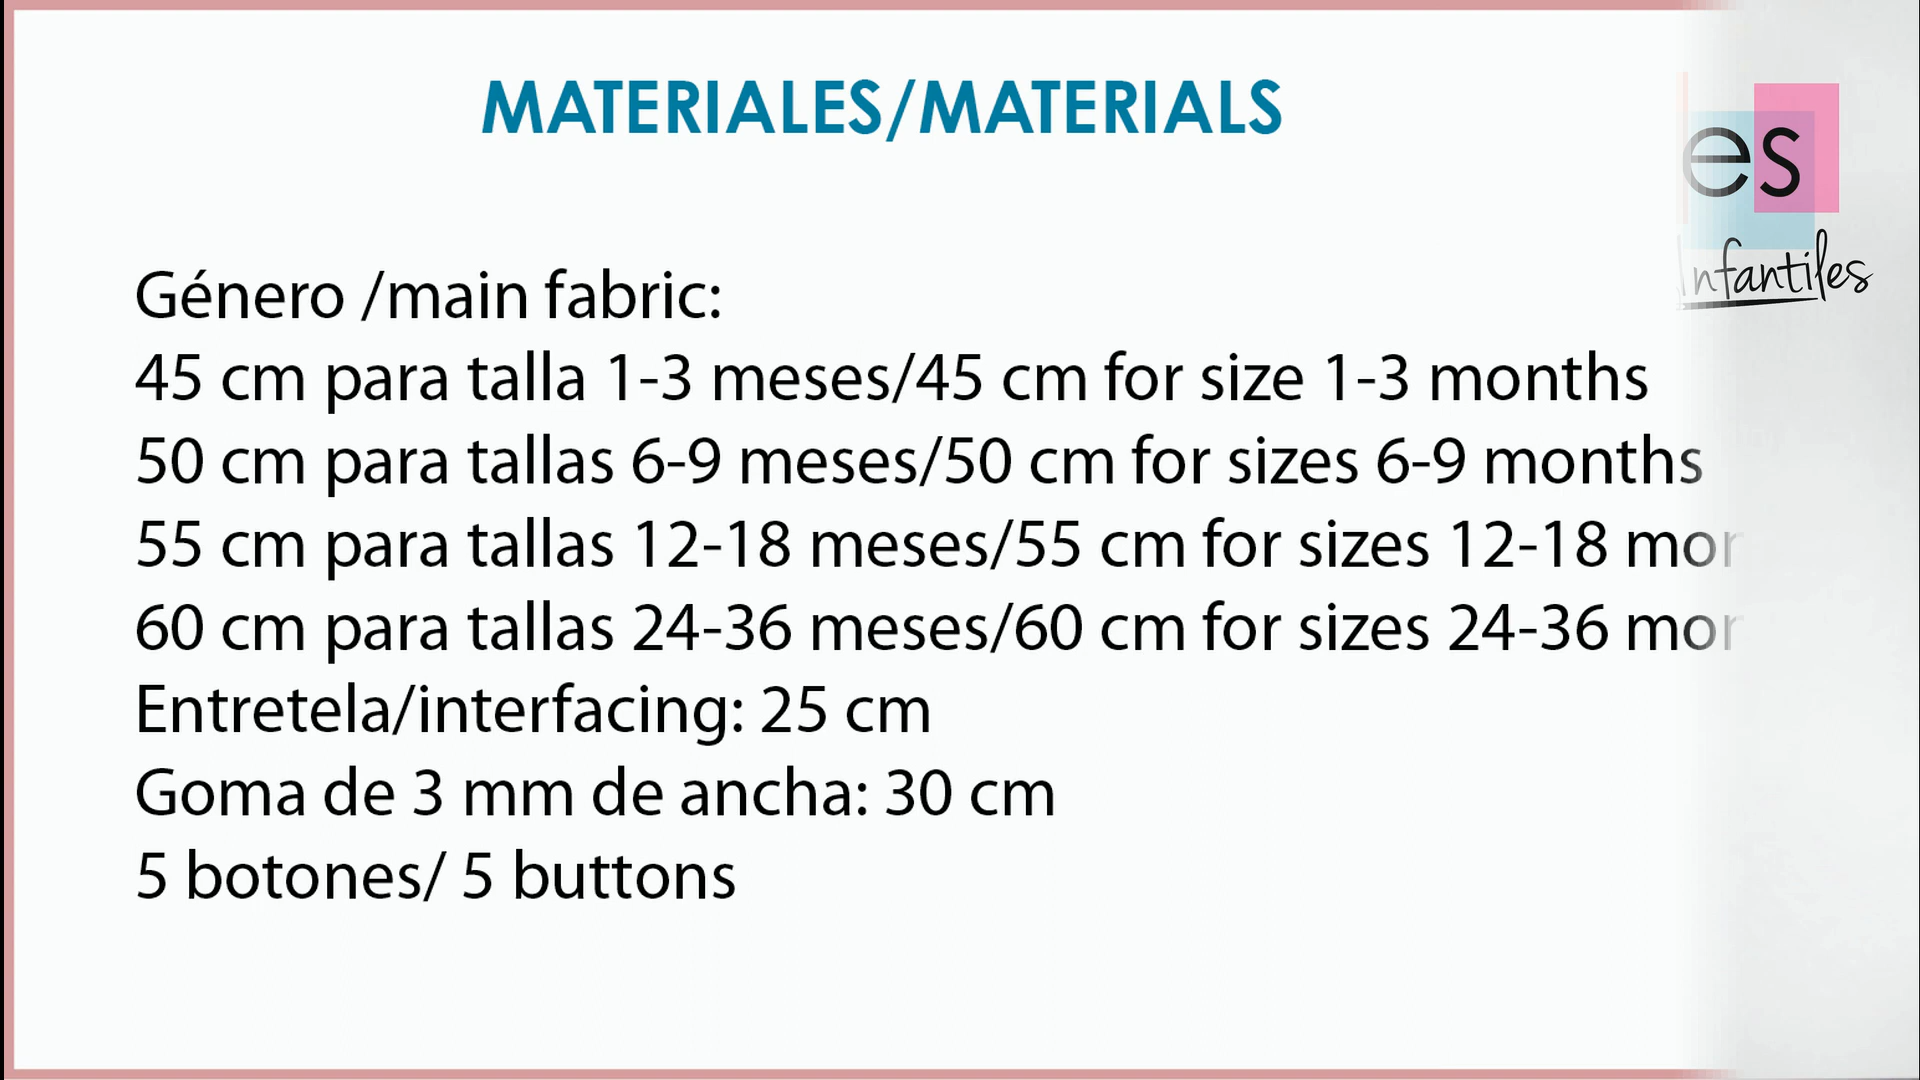 MATERIALES/MATERIALS
es
Infantiles
Género /main fabric:
45 cm para talla 1-3 meses/45 cm for size 1-3 months
50 cm para tallas 6-9 meses/50 cm for sizes 6-9 months
55 cm para tallas 12-18 meses/55 cm for sizes 12-18
60 cm para tallas 24-36 meses/60 cm for sizes 24-36
Entretela/interfacing: 25 cm
Goma de 3 mm de ancha: 30 cm
5 botones/ 5 buttons